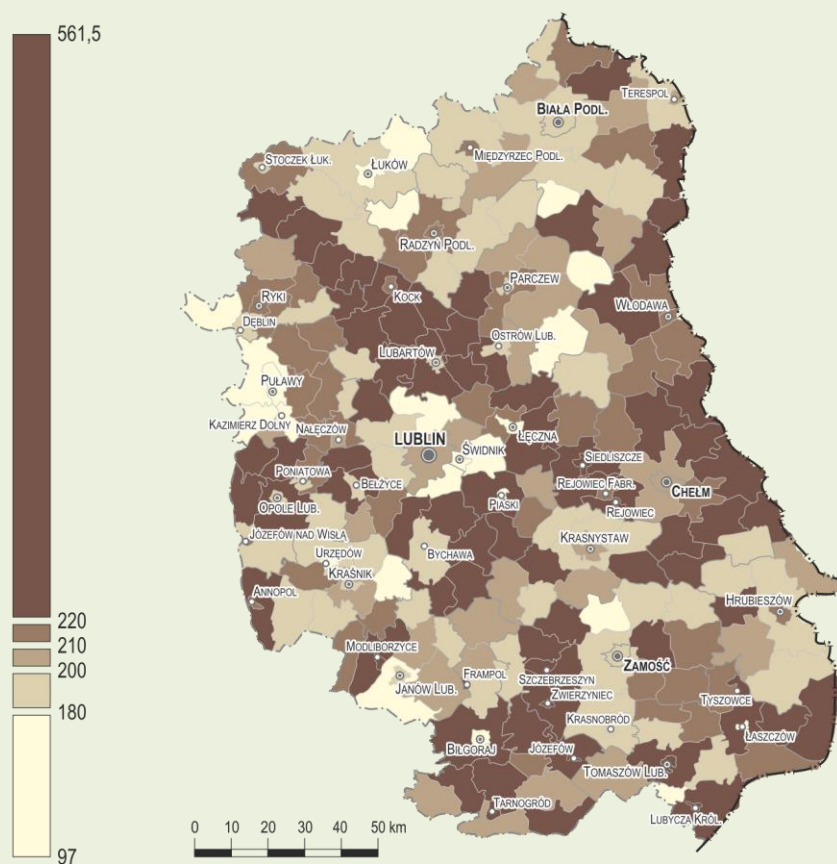 561,5
220
210
200
180
97
TERESPOL
BIAŁA PODL.
MIĘDZYRZEC PODL.
STOCZEK ŁUK.
ŁUKÓW
RADZYŃ PODL.
PARCZEW
KOCK
RYKI
WŁODAWA
DĘBLIN
OSTRÓW LUB.
LUBARTÓW
PUŁAWY
KAZIMIERZ DOLNY
NAŁĘCZÓW
LUBLIN
ŁĘCZNA
ŚWIDNIK
SIEDLISZCZE
PONIATOWA
BEŁŻYCE
REJOWIEC FABR.
CHEŁM
OPOLE LUB.
PIASKI
REJOWIEC
JÓZEFÓW NAD WISŁĄ
KRASNYSTAW
BYCHAWA
URZĘDÓW
KRAŚNIK
ANNOPOL
HRUBIESZÓW
MODLIBORZYCE
ZAMOŚĆ
JANÓW LUB.
FRAMPOL
SZCZEBRZESZYN
ZWIERZYNIEC
TYSZOWCE
KRASNOBRÓD
ŁASZCZÓW
BIŁGORAJ
JÓZEFÓW
TOMASZÓW LUB.
TARNOGRÓD
LUBYCZA KRÓL.
0 10 20 30 40 50 km